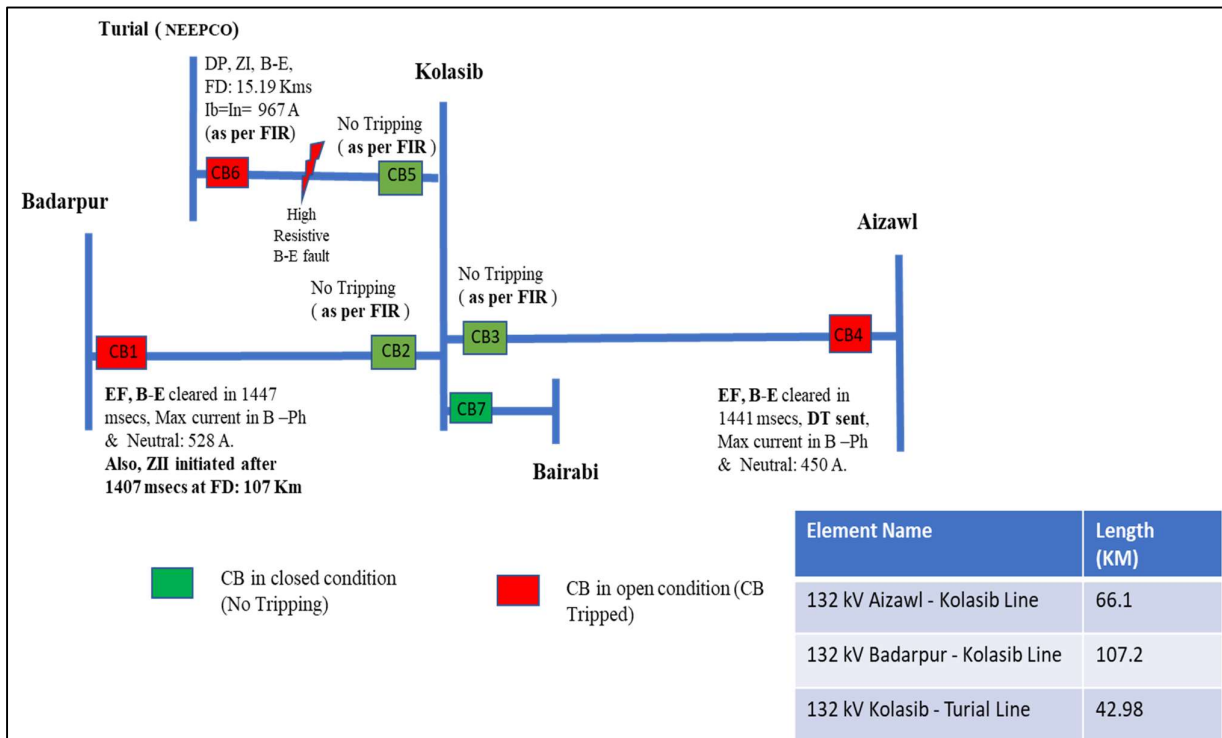 Turial ( NEEPCO)
DP, ZI, B-E,
FD: 15.19 Kms
Ib=In= 967 A
(as per FIR)
Kolasib
No Tripping
( as per FIR)
CB6
CB5
High
Resistive
B-E fault
Badarpur
Aizawl
No Tripping
( as per FIR )
No Tripping
( as per FIR )
CB1
CB2
CB3
CB4
EF, B-E cleared in 1447
msecs, Max current in B –Ph
& Neutral: 528 A.
Also, ZII initiated after
1407 msecs at FD: 107 Km
CB7
Bairabi
EF, B-E cleared in
1441 msecs, DT sent,
Max current in B –Ph
& Neutral: 450 A.
CB in closed condition
(No Tripping)
CB in open condition (CB
Tripped)
Element Name Length
(KM)
132 kV Aizawl - Kolasib Line 66.1
132 kV Badarpur - Kolasib Line 107.2
132 kV Kolasib - Turial Line 42.98